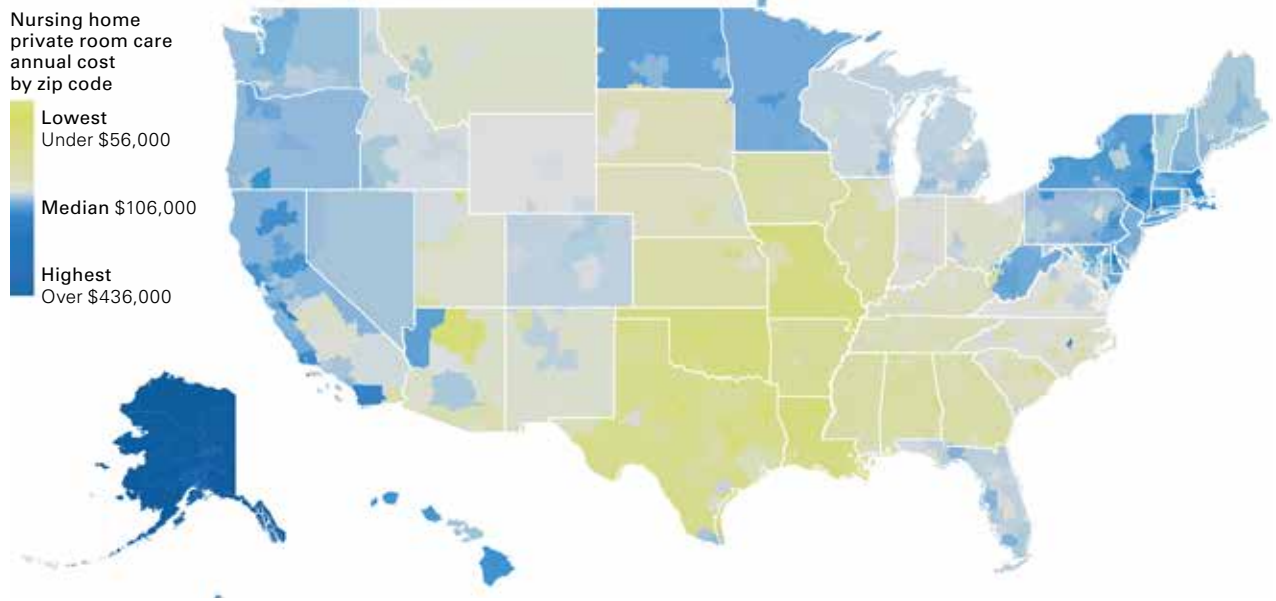 Nursing home
private room care
annual cost
by zip code
Lowest
Under $56,000
Median $106,000
Highest
Over $436,000